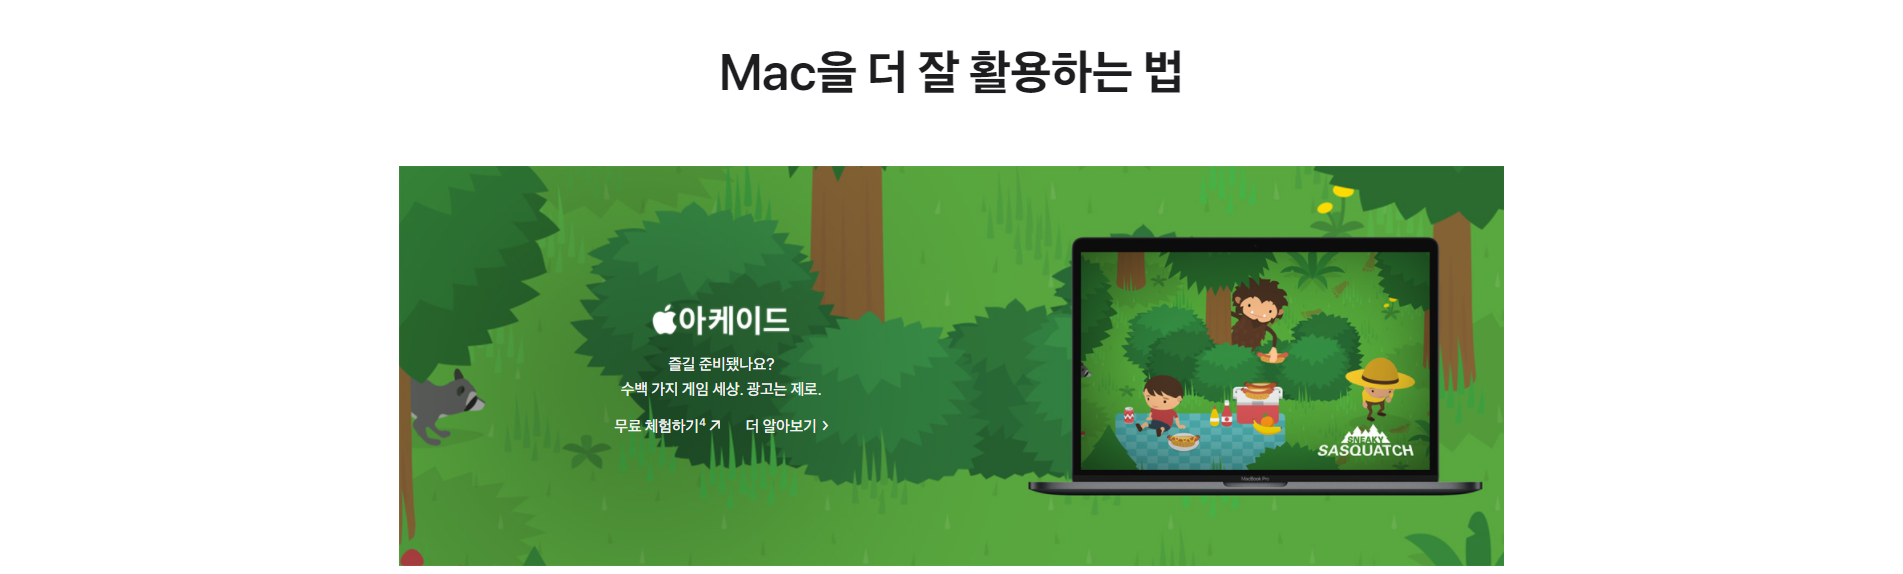 Mac을 더 잘 활용하는 법
아케이드
즐길 준비됐나요?
수백 가지 게임 세상. 광고는 제로.
무료 체험하기4 더 알아보기
SNEAKY
SASQUATCH
MacBook Pro